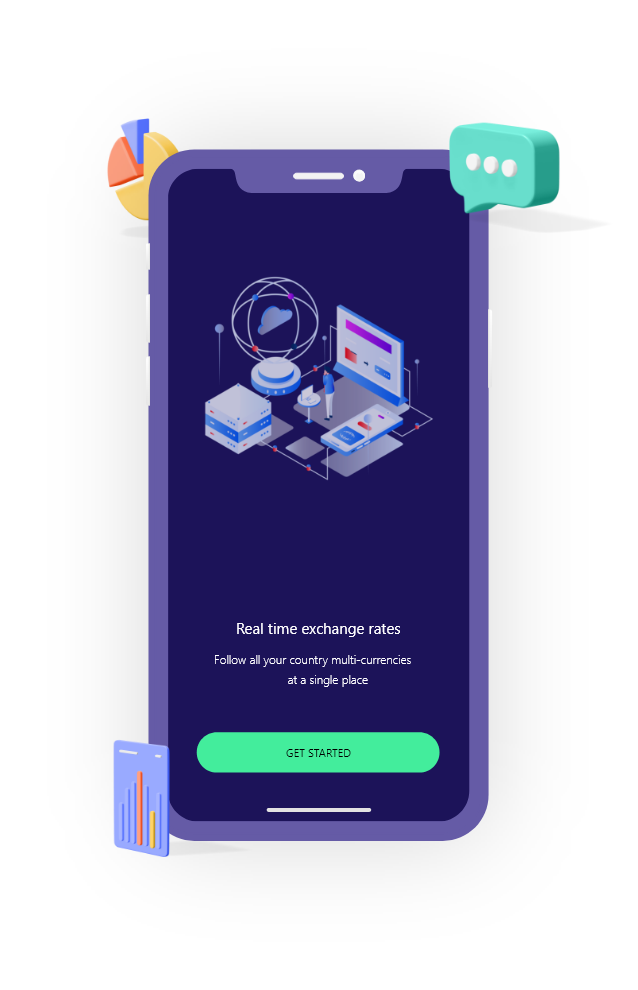 Real time exchange rates
Follow all your country multi-currencies
at a single place
GET STARTED